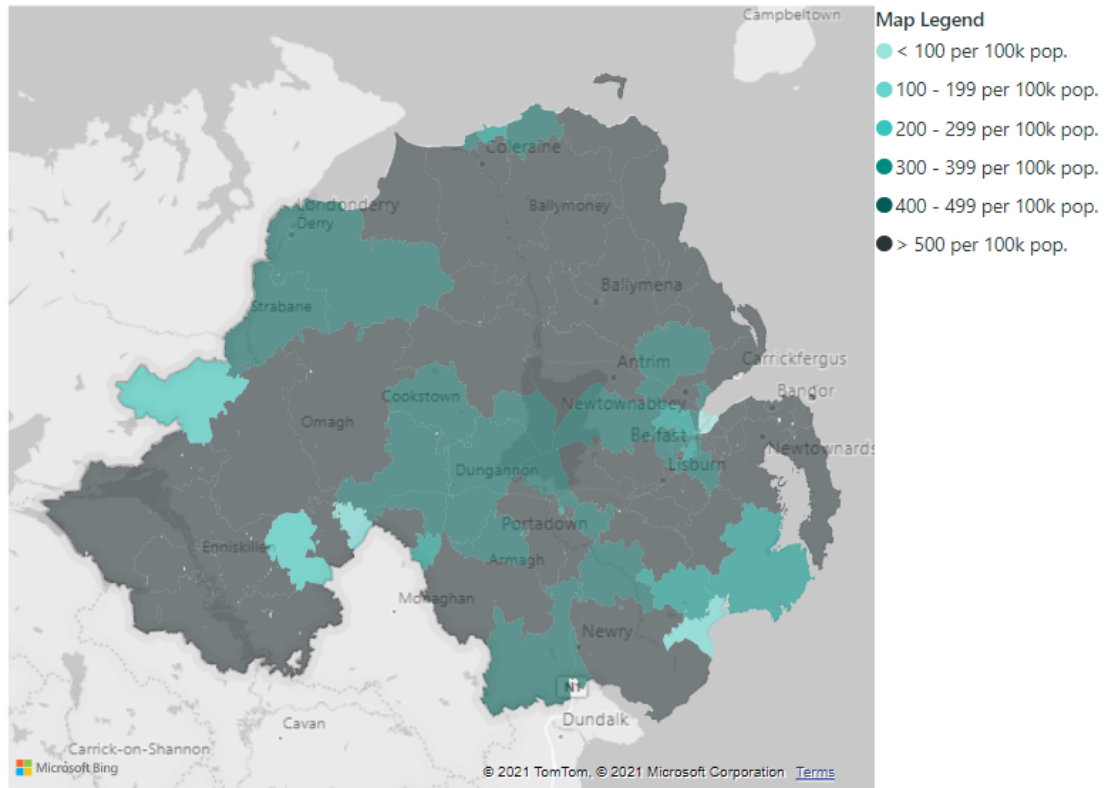 Campbeltown
Map Legend
< 100 per 100k pop.
100 - 199 per 100k pop.
200 - 299 per 100k pop.
300 - 399 per 100k pop.
400 - 499 per 100k pop.
> 500 per 100k pop.
Coleraine
Londonderry
Derry
Ballymoney
Ballymena
Strabane
Antrim
Carrickfergus
Bangor
Cookstown
Newtownabbey
Omagh
Belfast
Newtownards
Dungannon
Lisburn
Portadown
Enniskillen
Armagh
Monaghan
Newry
N1
Cavan
Dundalk
Carrick-on-Shannon
Microsoft Bing
© 2021 TomTom, © 2021 Microsoft Corporation Terms